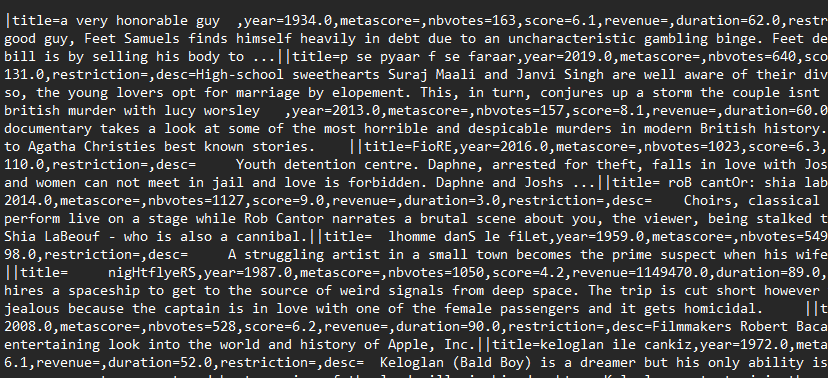 |title=a very honorable guy  ,year=1934.0,metascore=,nbvotes=163,score=6.1,revenue=,duration=62.0,restr
good guy, Feet Samuels finds himself heavily in debt due to an uncharacteristic gambling binge. Feet de
bill is by selling his body to ...||title=p se pyaar f se faraar,year=2019.0,metascore=,nbvotes=640,sco
131.0,restriction=,desc=High-school sweethearts Suraj Maali and Janvi Singh are well aware of their div
so, the young lovers opt for marriage by elopement. This, in turn, conjures up a storm the couple isnt
british murder with lucy worsley   ,year=2013.0,metascore=,nbvotes=157,score=8.1,revenue=,duration=60.0
documentary takes a look at some of the most horrible and despicable murders in modern British history.
to Agatha Christies best known stories.    ||title=FioRE,year=2016.0,metascore=,nbvotes=1023,score=6.3,
110.0,restriction=,desc=    Youth detention centre. Daphne, arrested for theft, falls in love with Jos
and women can not meet in jail and love is forbidden. Daphne and Joshs ...||title= roB cantOr: shia lab
2014.0,metascore=,nbvotes=1127,score=9.0,revenue=,duration=3.0,restriction=,desc=    Choirs, classical
perform live on a stage while Rob Cantor narrates a brutal scene about you, the viewer, being stalked t
Shia LaBeouf - who is also a cannibal.||title=  lhomme danS le fiLet,year=1959.0,metascore=,nbvotes=549
98.0,restriction=,desc=    A struggling artist in a small town becomes the prime suspect when his wife
||title=    nigHtflyeRS,year=1987.0,metascore=,nbvotes=1050,score=4.2,revenue=1149470.0,duration=89.0,
hires a spaceship to get to the source of weird signals from deep space. The trip is cut short however
jealous because the captain is in love with one of the female passengers and it gets homicidal.    ||t
2008.0,metascore=,nbvotes=528,score=6.2,revenue=,duration=90.0,restriction=,desc=Filmmakers Robert Baca
entertaining look into the world and history of Apple, Inc.||title=keloglan ile cankiz,year=1972.0,meta
6.1,revenue=,duration=52.0,restriction=,desc=  Keloglan (Bald Boy) is a dreamer but his only ability is